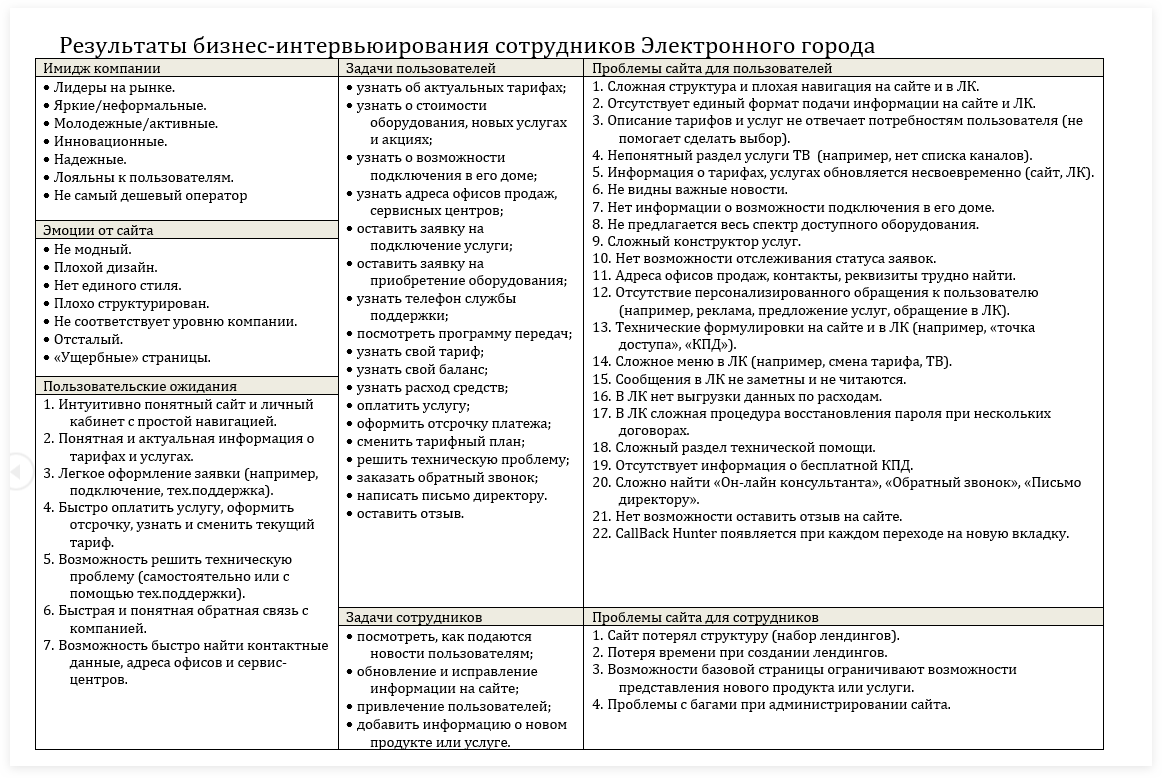 Результаты бизнес-интервьюирования сотрудников Электронного города
Имидж компании
• Лидеры на рынке.
• Яркие/неформальные.
• Молодежные/активные.
• Инновационные.
• Надежные.
• Лояльны к пользователям.
• Не самый дешевый оператор
Эмоции от сайта
• Не модный.
• Плохой дизайн.
• Нет единого стиля.
• Плохо структурирован.
• Не соответствует уровню компании.
• Отсталый.
• «Ущербные» страницы.
Пользовательские ожидания
1. Интуитивно понятный сайт и личный
кабинет с простой навигацией.
2. Понятная и актуальная информация о
тарифах и услугах.
3. Легкое оформление заявки (например,
подключение, тех.поддержка).
4. Быстро оплатить услугу, оформить
отсрочку, узнать и сменить текущий
тариф.
5. Возможность решить техническую
проблему (самостоятельно или с
помощью тех.поддержки).
6. Быстрая и понятная обратная связь с
компанией.
7. Возможность быстро найти контактные
данные, адреса офисов и сервис-
центров.
Задачи пользователей
• узнать об актуальных тарифах;
• узнать о стоимости
оборудования, новых услугах
и акциях;
• узнать о возможности
подключения в его доме;
• узнать адреса офисов продаж,
сервисных центров;
• оставить заявку на
подключение услуги;
• оставить заявку на
приобретение оборудования;
• узнать телефон службы
поддержки;
• посмотреть программу передач;
• узнать свой тариф;
• узнать свой баланс;
• узнать расход средств;
• оплатить услугу;
• оформить отсрочку платежа;
• сменить тарифный план;
• решить техническую проблему;
• заказать обратный звонок;
• написать письмо директору.
• оставить отзыв.
Задачи сотрудников
• посмотреть, как подаются
новости пользователям;
• обновление и исправление
информации на сайте;
• привлечение пользователей;
• добавить информацию о новом
продукте или услуге.
Проблемы сайта для пользователей
1. Сложная структура и плохая навигация на сайте и в ЛК.
2. Отсутствует единый формат подачи информации на сайте и ЛК.
3. Описание тарифов и услуг не отвечает потребностям пользователя (не
помогает сделать выбор).
4. Непонятный раздел услуги ТВ (например, нет списка каналов).
5. Информация о тарифах, услугах обновляется несвоевременно (сайт, ЛК).
6. Не видны важные новости.
7. Нет информации о возможности подключения в его доме.
8. Не предлагается весь спектр доступного оборудования.
9. Сложный конструктор услуг.
10. Нет возможности отслеживания статуса заявок.
11. Адреса офисов продаж, контакты, реквизиты трудно найти.
12. Отсутствие персонализированного обращения к пользователю
(например, реклама, предложение услуг, обращение в ЛК).
13. Технические формулировки на сайте и в ЛК (например, «точка
доступа», «КПД»).
14. Сложное меню в ЛК (например, смена тарифа, ТВ).
15. Сообщения в ЛК не заметны и не читаются.
16. В ЛК нет выгрузки данных по расходам.
17. В ЛК сложная процедура восстановления пароля при нескольких
договорах.
18. Сложный раздел технической помощи.
19. Отсутствует информация о бесплатной КПД.
20. Сложно найти «Он-лайн консультанта», «Обратный звонок», «Письмо
директору».
21. Нет возможности оставить отзыв на сайте.
22. CallBack Hunter появляется при каждом переходе на новую вкладку.
Проблемы сайта для сотрудников
1. Сайт потерял структуру (набор лендингов).
2. Потеря времени при создании лендингов.
3. Возможности базовой страницы ограничивают возможности
представления нового продукта или услуги.
4. Проблемы с багами при администрировании сайта.